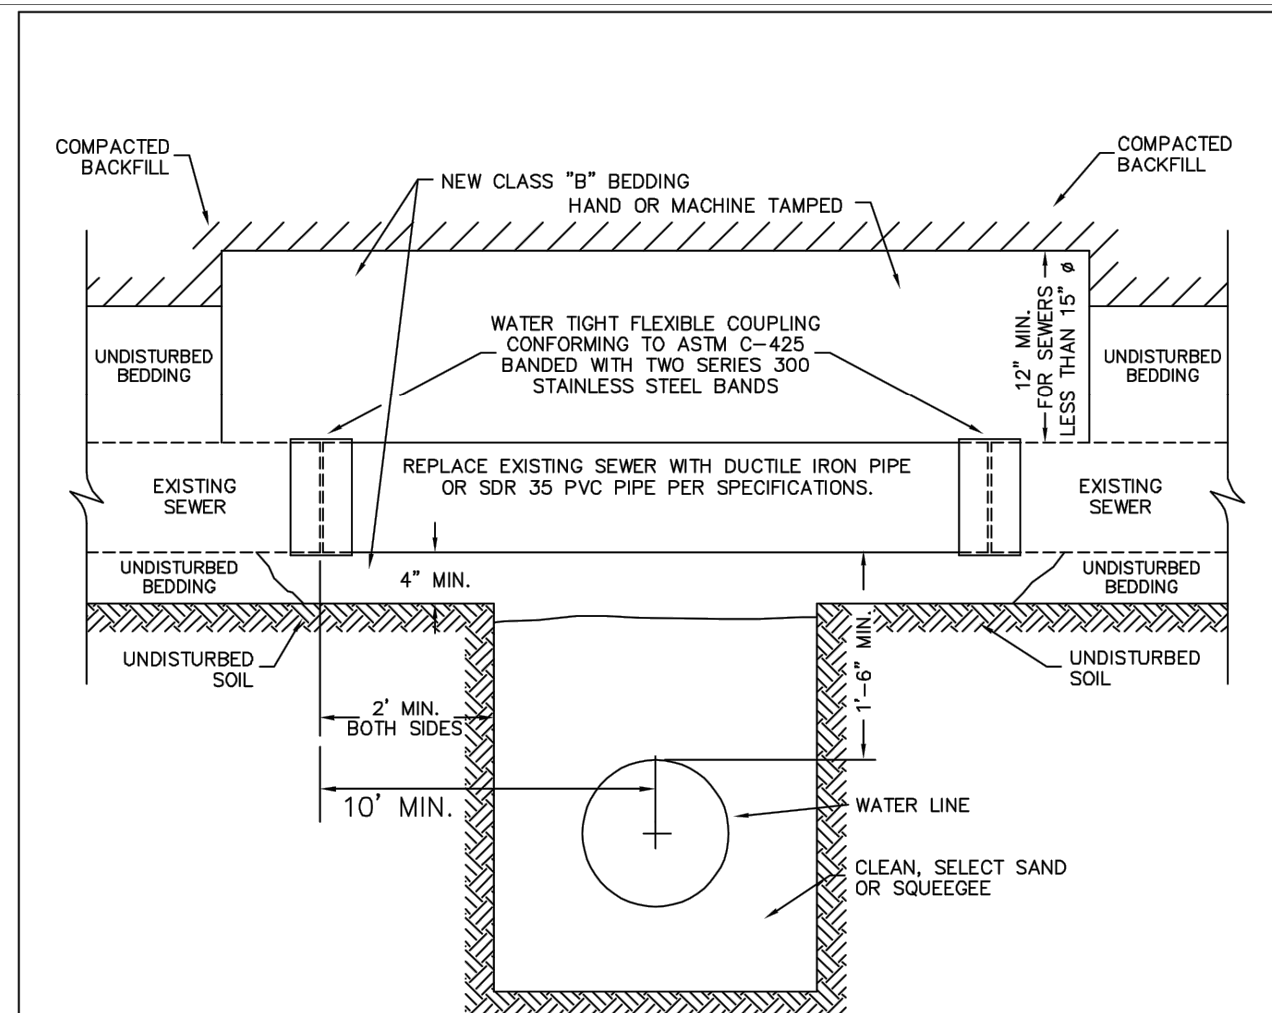 COMPACTED
BACKFILL
COMPACTED
BACKFILL
NEW CLASS "B" BEDDING
HAND OR MACHINE TAMPED
WATER TIGHT FLEXIBLE COUPLING
CONFORMING TO ASTM C-425
BANDED WITH TWO SERIES 300
STAINLESS STEEL BANDS
12" MIN.
FOR SEWERS
LESS THAN 15" ø
UNDISTURBED
BEDDING
UNDISTURBED
BEDDING
EXISTING
SEWER
REPLACE EXISTING SEWER WITH DUCTILE IRON PIPE
OR SDR 35 PVC PIPE PER SPECIFICATIONS.
EXISTING
SEWER
UNDISTURBED
BEDDING
4" MIN.
UNDISTURBED
BEDDING
UNDISTURBED
SOIL
1'-6" MIN.
UNDISTURBED
SOIL
2' MIN.
BOTH SIDES
10' MIN.
WATER LINE
CLEAN, SELECT SAND
OR SQUEEGEE